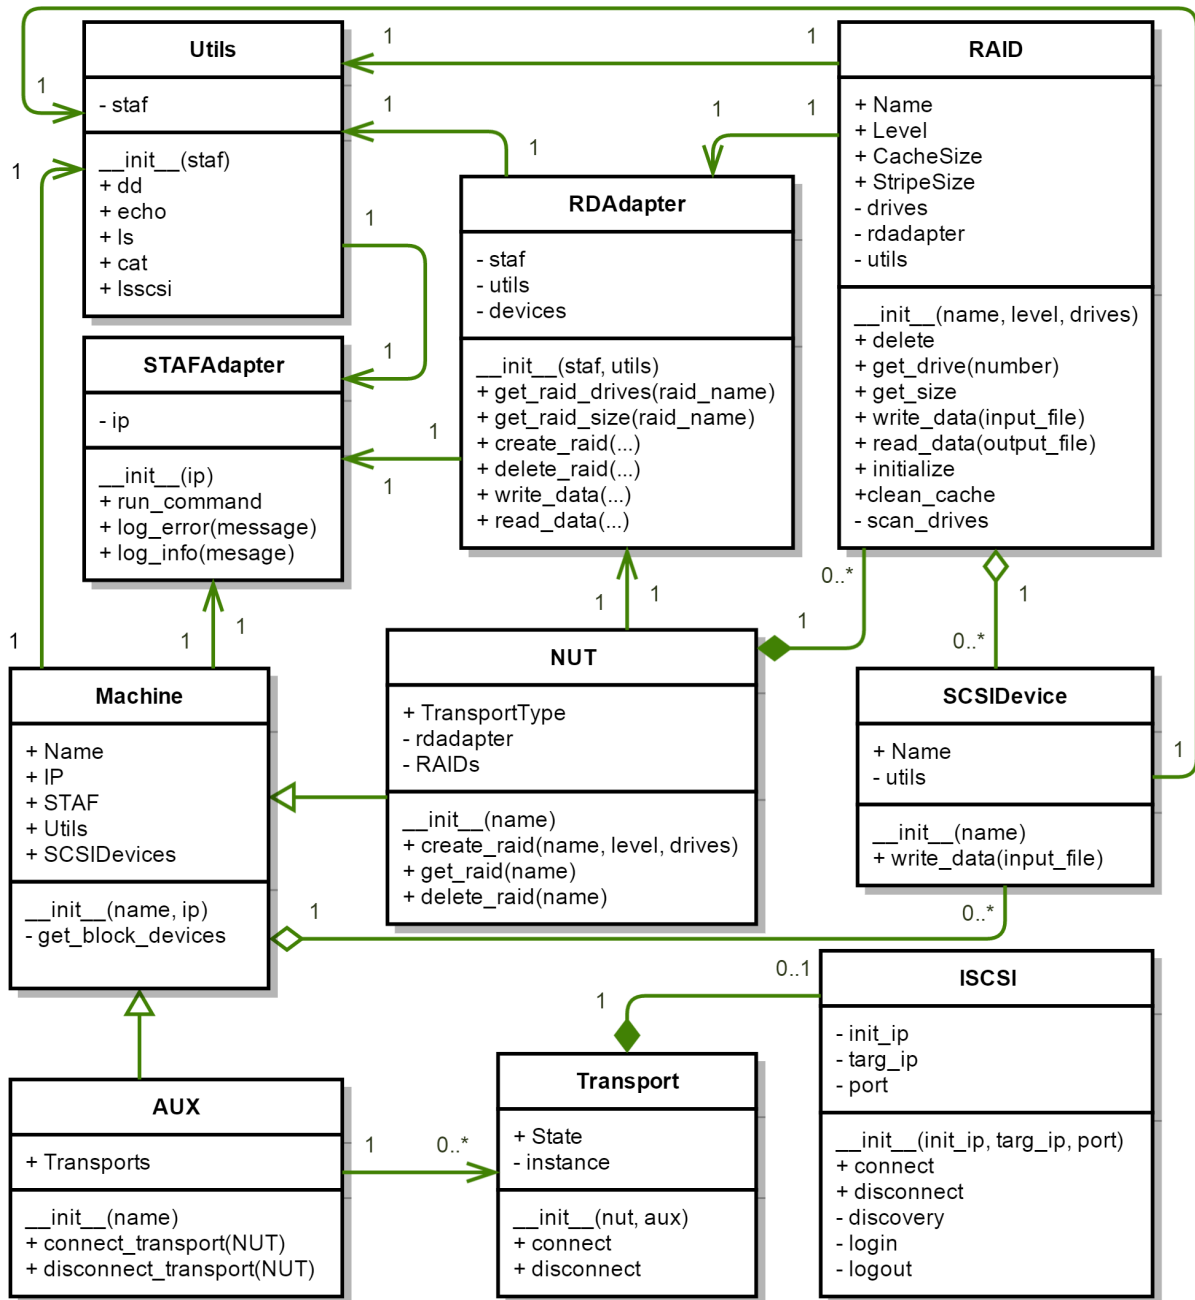 Utils
- staf
__init__(staf)
+ dd
+ echo
+ ls
+ cat
+ lsscsi
RAID
+ Name
+ Level
+ CacheSize
+ StripeSize
- drives
- rdadapter
- utils
__init__(name, level, drives)
+ delete
+ get_drive(number)
+ get_size
+ write_data(input_file)
+ read_data(output_file)
+ initialize
+clean_cache
- scan_drives
1
1
1
1
1
1
1
1
1
1
RDAdapter
- staf
- utils
- devices
__init__(staf, utils)
+ get_raid_drives(raid_name)
+ get_raid_size(raid_name)
+ create_raid(...)
+ delete_raid(...)
+ write_data(...)
+ read_data(...)
STAFAdapter
- ip
__init__(ip)
+ run_command
+ log_error(message)
+ log_info(mesage)
1
1
1
1
1
1
1
1
0..*
1
1
0..*
Machine
+ Name
+ IP
+ STAF
+ Utils
+ SCSIDevices
__init__(name, ip)
- get_block_devices
NUT
+ TransportType
- rdadapter
- RAIDs
__init__(name)
+ create_raid(name, level, drives)
+ get_raid(name)
+ delete_raid(name)
SCSIDevice
+ Name
- utils
__init__(name)
+ write_data(input_file)
1
1
0..*
0..1
1
ISCSI
- init_ip
- targ_ip
- port
__init__(init_ip, targ_ip, port)
+ connect
+ disconnect
- discovery
- login
- logout
AUX
+ Transports
__init__(name)
+ connect_transport(NUT)
+ disconnect_transport(NUT)
1
0..*
Transport
+ State
- instance
__init__(nut, aux)
+ connect
+ disconnect